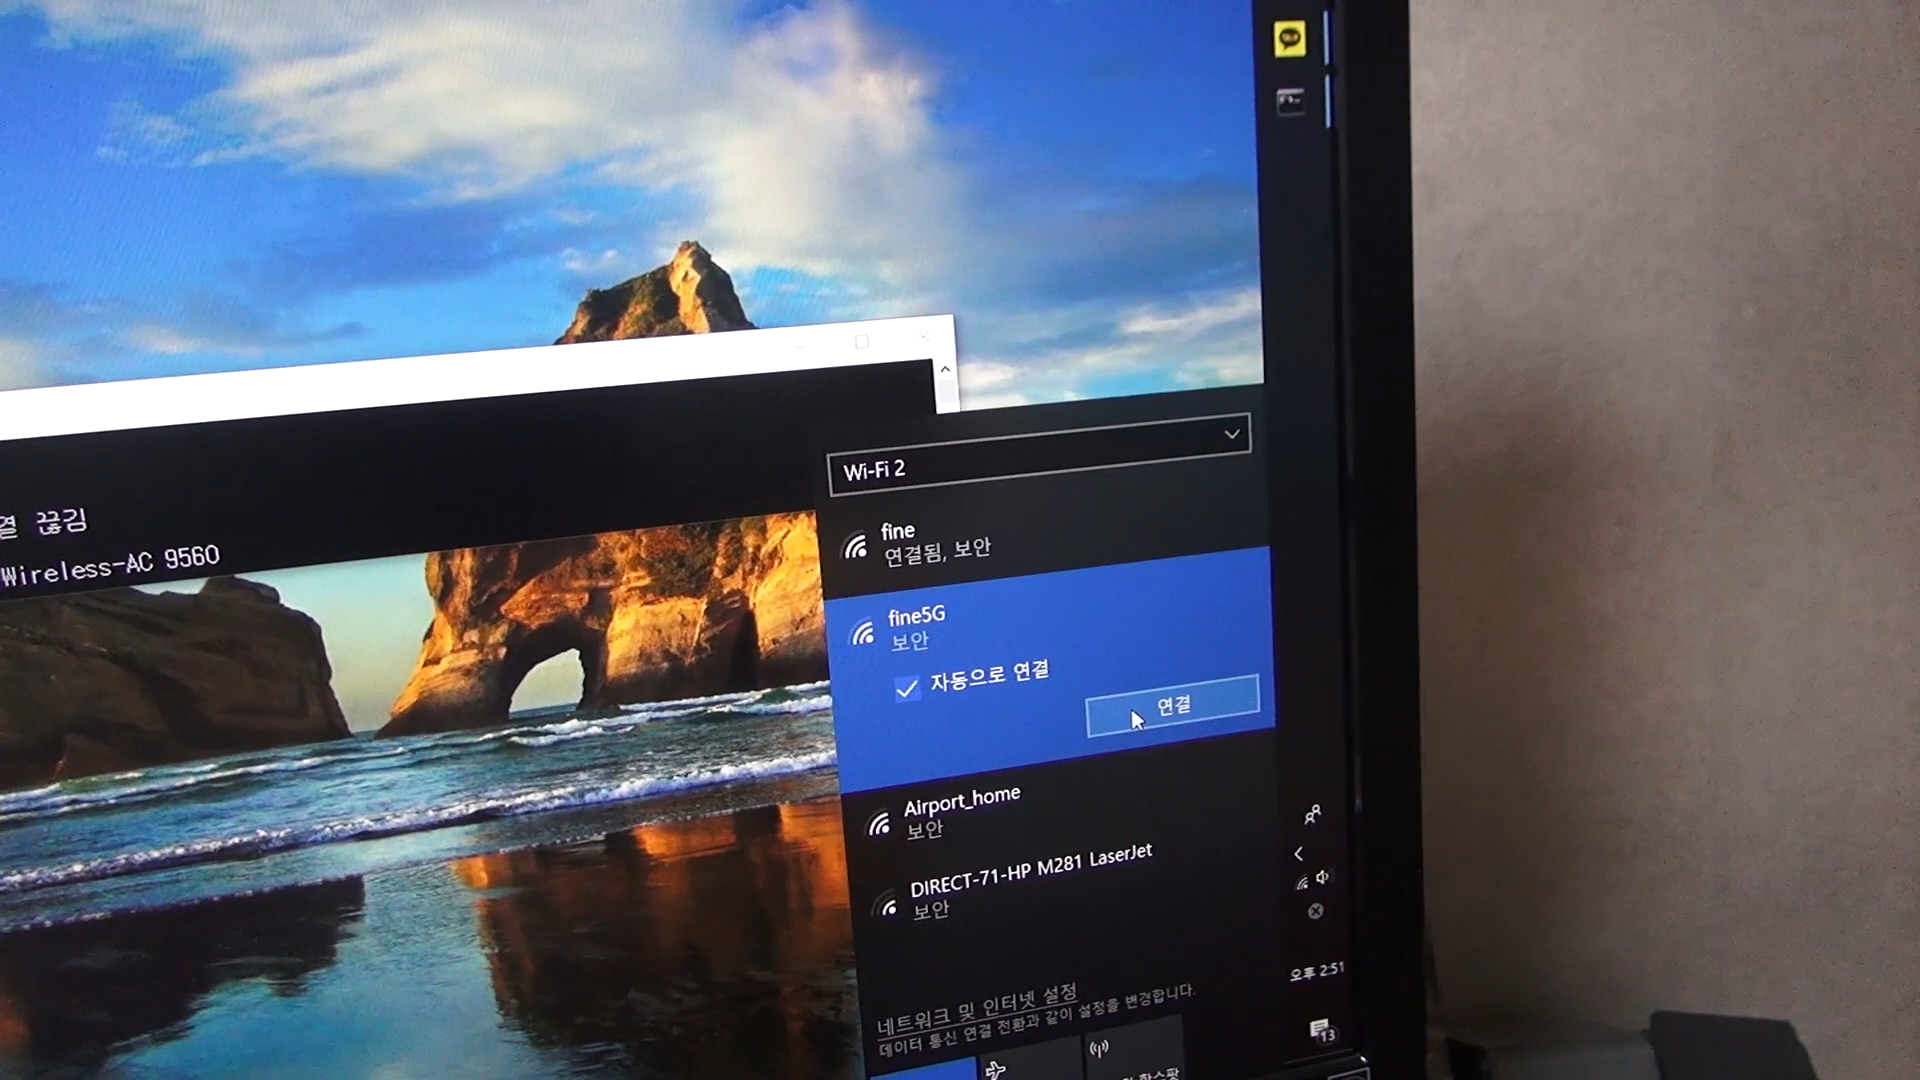 결 끊김
Wireless-AC 9560
Wi-Fi 2
fine
연결됨, 보안
fine5G
보안
자동으로 연결
연결
Airport_home
보안
DIRECT-71-HP M281 LaserJet
보안
네트워크 및 인터넷 설정
데이터 통신 연결 전환과 같이 설정을 변경합니다.
오후 2:51
13